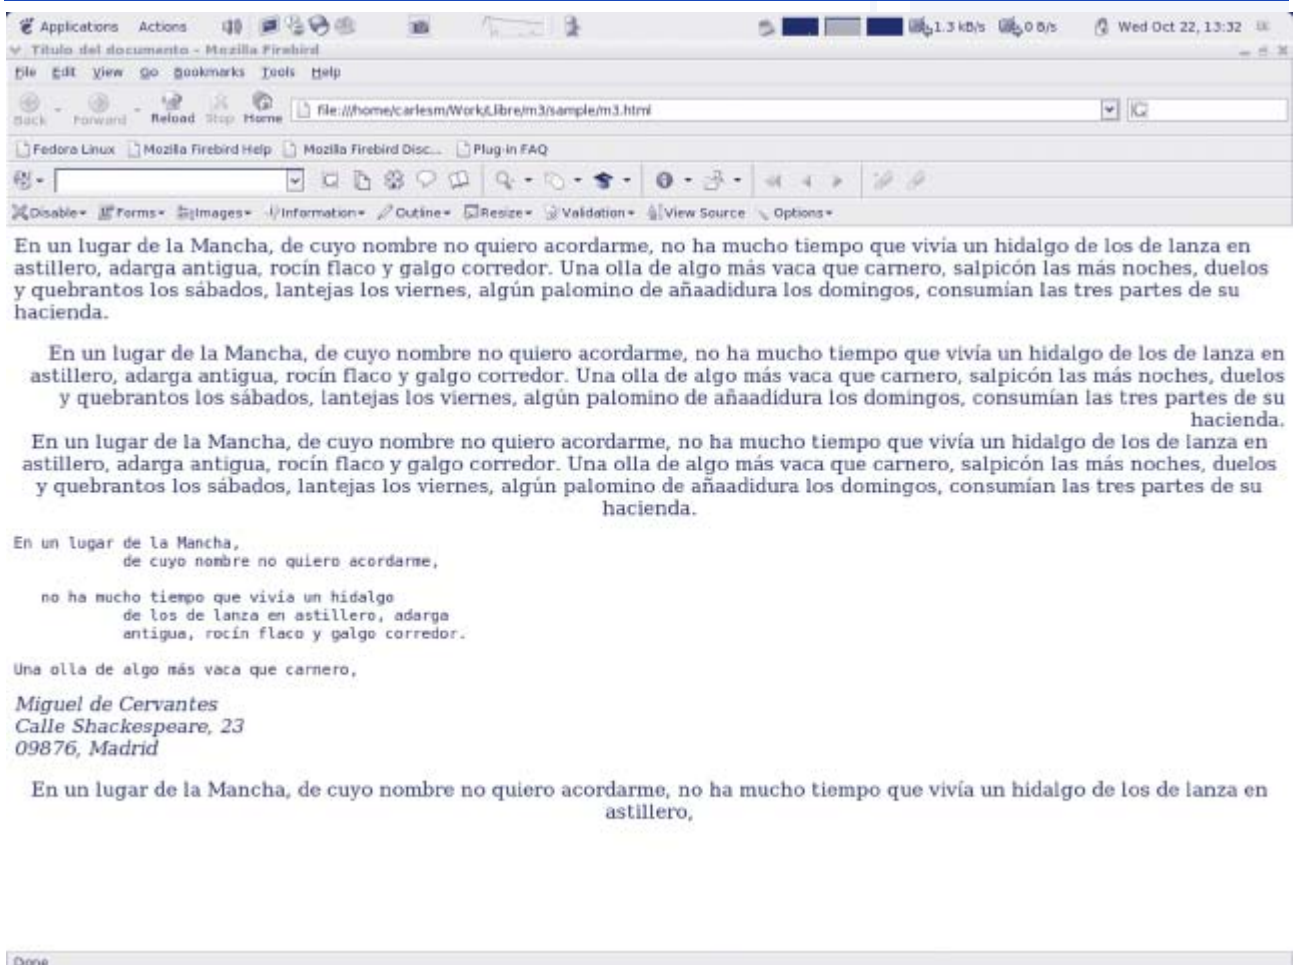 Applications Actions 1.3 kB/s 0 B/s Wed Oct 22, 13:32
Titulo del documento - Mozilla Firebird
File Edit View Go Bookmarks Tools Help
Back Forward Reload Stop Home file:///home/carlesm/Work/Llibre/m3/sample/m3.html
Fedora Linux Mozilla Firebird Help Mozilla Firebird Disc... Plug-in FAQ
Disable Forms Images Information Outline Resize Validation View Source Options
En un lugar de la Mancha, de cuyo nombre no quiero acordarme, no ha mucho tiempo que vivía un hidalgo de los de lanza en
astillero, adarga antigua, rocín flaco y galgo corredor. Una olla de algo más vaca que carnero, salpicón las más noches, duelos
y quebrantos los sábados, lantejas los viernes, algún palomino de añaadidura los domingos, consumían las tres partes de su
hacienda.
En un lugar de la Mancha, de cuyo nombre no quiero acordarme, no ha mucho tiempo que vivía un hidalgo de los de lanza en
astillero, adarga antigua, rocín flaco y galgo corredor. Una olla de algo más vaca que carnero, salpicón las más noches, duelos
y quebrantos los sábados, lantejas los viernes, algún palomino de añaadidura los domingos, consumían las tres partes de su
hacienda.
En un lugar de la Mancha, de cuyo nombre no quiero acordarme, no ha mucho tiempo que vivía un hidalgo de los de lanza en
astillero, adarga antigua, rocín flaco y galgo corredor. Una olla de algo más vaca que carnero, salpicón las más noches, duelos
y quebrantos los sábados, lantejas los viernes, algún palomino de añaadidura los domingos, consumían las tres partes de su
hacienda.
En un lugar de la Mancha,
de cuyo nombre no quiero acordarme,
no ha mucho tiempo que vivía un hidalgo
de los de lanza en astillero, adarga
antigua, rocín flaco y galgo corredor.
Una olla de algo más vaca que carnero,
Miguel de Cervantes
Calle Shackespeare, 23
09876, Madrid
En un lugar de la Mancha, de cuyo nombre no quiero acordarme, no ha mucho tiempo que vivía un hidalgo de los de lanza en
astillero,
Done